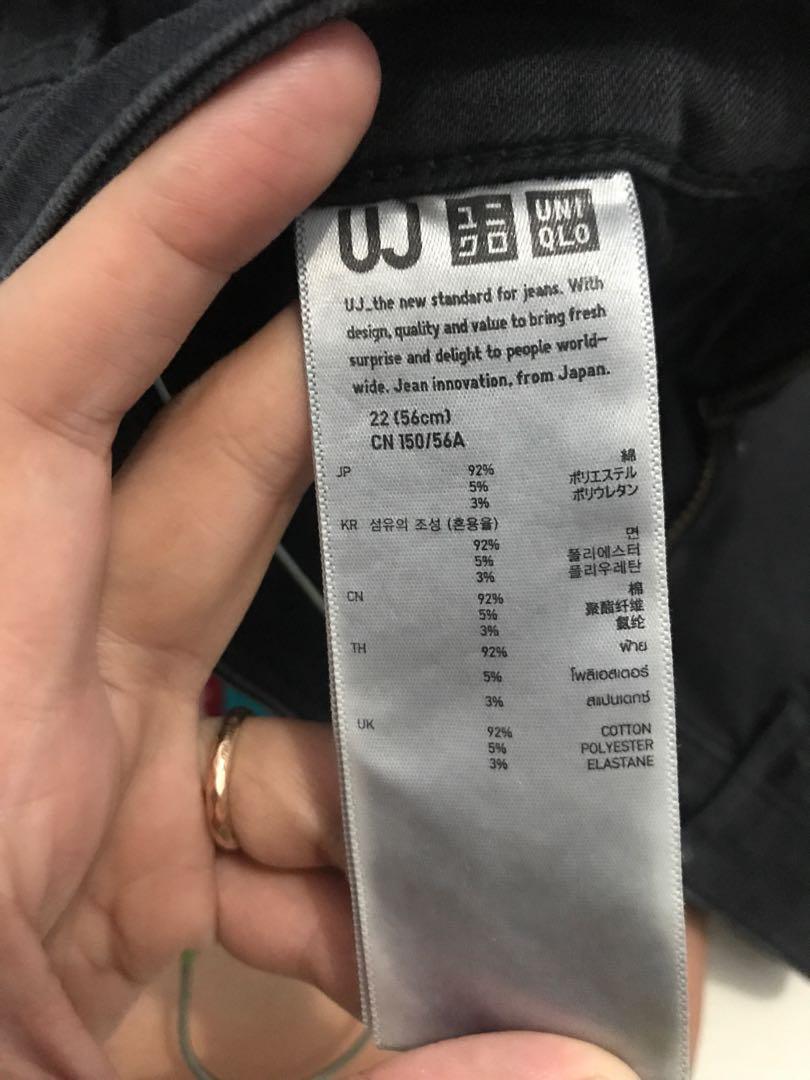 UJ ユニ UNI
クロ QLO
UJ_the new standard for jeans. With
design, quality and value to bring fresh
surprise and delight to people world-
wide. Jean innovation, from Japan.
22 (56cm)
CN 150/56A
JP 92% 綿
5% ポリエステル
3% ポリウレタン
KR 섬유의 조성 (혼용율)
92% 면
5% 폴리에스터
3% 폴리우레탄
CN 92% 棉
5% 聚酯纤维
3% 氨纶
TH 92% ฝ้าย
5% โพลิเอสเตอร์
3% สแปนเดกซ์
UK 92% COTTON
5% POLYESTER
3% ELASTANE